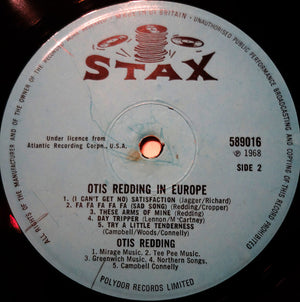 MADE IN GT. BRITAIN
UNAUTHORISED PUBLIC PERFORMANCE BROADCASTING AND COPYING OF THIS RECORD PROHIBITED
ALL RIGHTS OF THE MANUFACTURER AND OF THE OWNER OF THE RECORDED WORK RESERVED
STAX
Under licence from
Atlantic Recording Corpn., U.S.A.
589016
℗ 1968
SIDE 2
OTIS REDDING IN EUROPE
1. (I CAN'T GET NO) SATISFACTION (Jagger/Richard)
2. FA FA FA FA FA (SAD SONG) (Redding/Cropper)
3. THESE ARMS OF MINE (Redding)
4. DAY TRIPPER (Lennon/M'Cartney)
5. TRY A LITTLE TENDERNESS
(Campbell/Woods/Connelly)
OTIS REDDING
1. Mirage Music. 2. Tee Pee Music.
3. Greenwich Music. 4. Northern Songs.
5. Campbell Connelly
POLYDOR RECORDS LIMITED